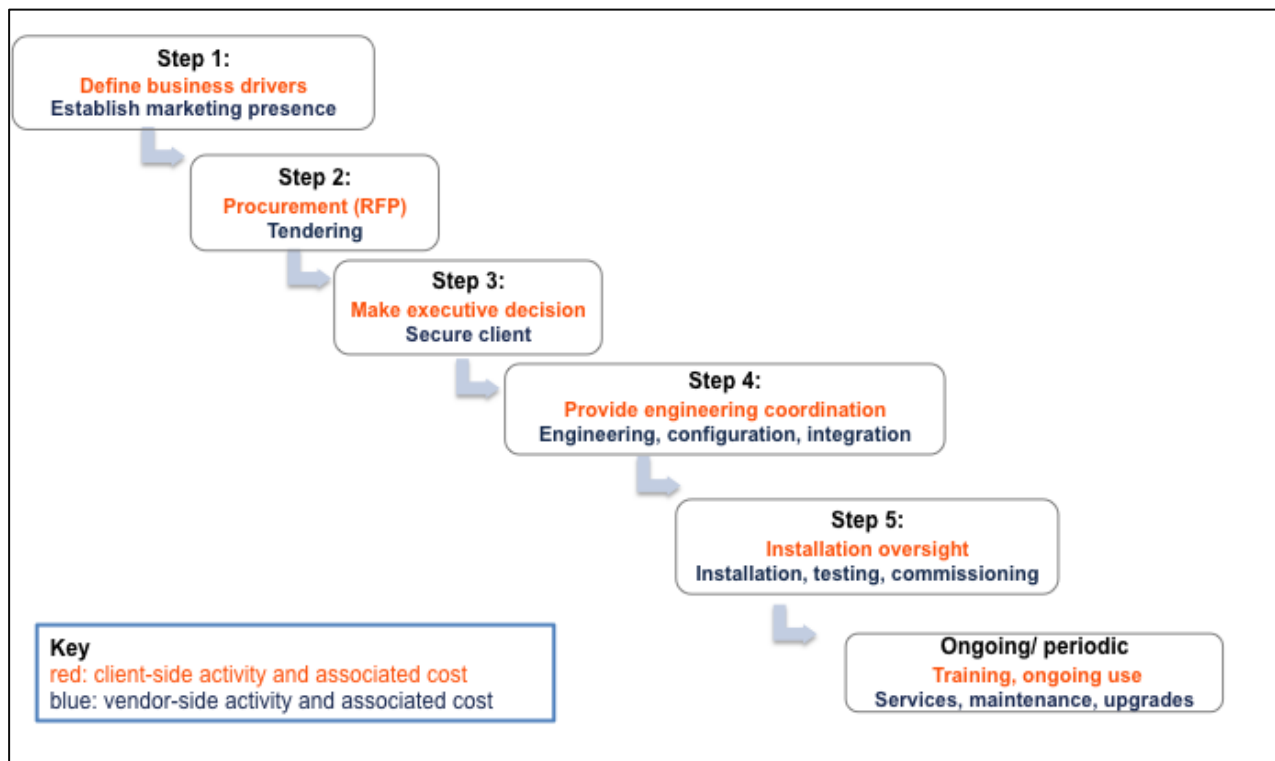 Step 1:
Define business drivers
Establish marketing presence
Step 2:
Procurement (RFP)
Tendering
Step 3:
Make executive decision
Secure client
Step 4:
Provide engineering coordination
Engineering, configuration, integration
Step 5:
Installation oversight
Installation, testing, commissioning
Ongoing/ periodic
Training, ongoing use
Services, maintenance, upgrades
Key
red: client-side activity and associated cost
blue: vendor-side activity and associated cost